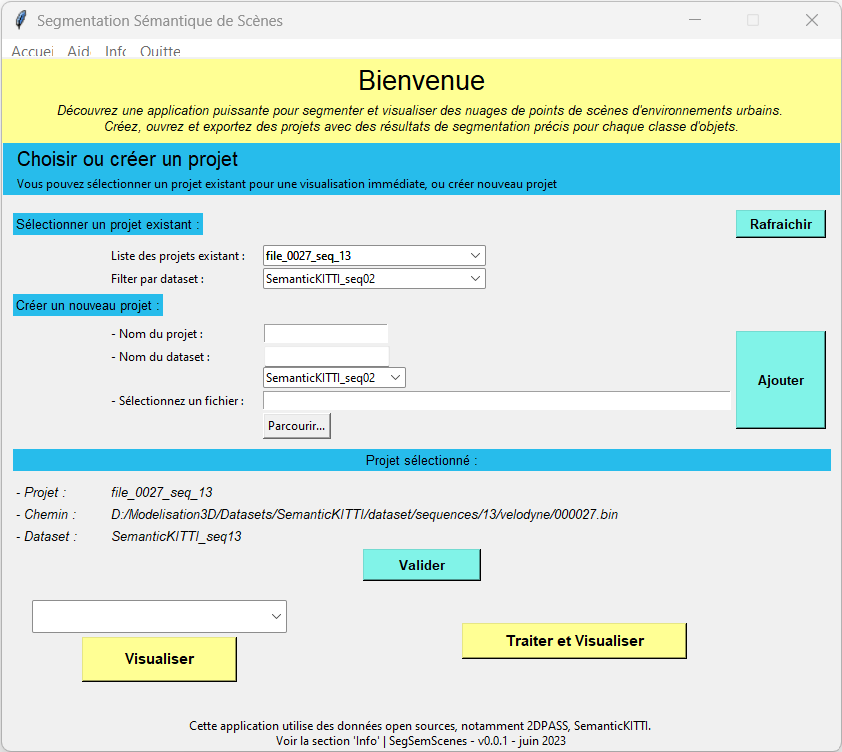 Segmentation Sémantique de Scènes
Accuei Aid Info Quitte
Bienvenue
Découvrez une application puissante pour segmenter et visualiser des nuages de points de scènes d'environnements urbains.
Créez, ouvrez et exportez des projets avec des résultats de segmentation précis pour chaque classe d'objets.
Choisir ou créer un projet
Vous pouvez sélectionner un projet existant pour une visualisation immédiate, ou créer nouveau projet
Sélectionner un projet existant :
Rafraichir
Liste des projets existant : file_0027_seq_13
Filter par dataset : SemanticKITTI_seq02
Créer un nouveau projet :
- Nom du projet :
- Nom du dataset :
SemanticKITTI_seq02
Ajouter
- Sélectionnez un fichier :
Parcourir...
Projet sélectionné :
- Projet : file_0027_seq_13
- Chemin : D:/Modelisation3D/Datasets/SemanticKITTI/dataset/sequences/13/velodyne/000027.bin
- Dataset : SemanticKITTI_seq13
Valider
Visualiser
Traiter et Visualiser
Cette application utilise des données open sources, notamment 2DPASS, SemanticKITTI.
Voir la section 'Info' | SegSemScenes - v0.0.1 - juin 2023